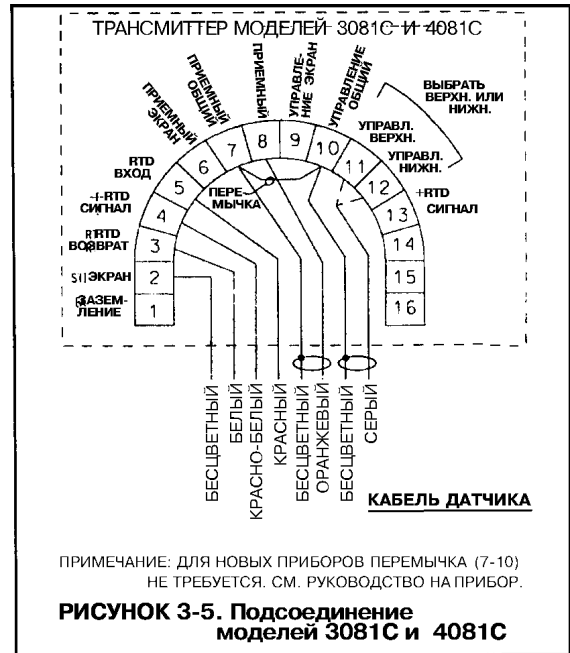 ТРАНСМИТТЕР МОДЕЛЕЙ 3081С И 4081С
ПРИЕМНЫЙ
ЭКРАН
ПРИЕМНЫЙ
ОБЩИЙ
ПРИЕМНЫЙ
УПРАВЛЕ-
НИЕ ЭКРАН
УПРАВЛЕНИЕ
ОБЩИЙ
ВЫБРАТЬ
ВЕРХН. ИЛИ
НИЖН.
УПРАВЛ.
ВЕРХН.
УПРАВЛ.
НИЖН.
+RTD
СИГНАЛ
RTD
ВХОД
RTD
СИГНАЛ
RTD
ВОЗВРАТ
ЭКРАН
ЗАЗЕМ-
ЛЕНИЕ
1
2
3
4
5
6
7
8
9
10
11
12
13
14
15
16
ПЕРЕ-
МЫЧКА
БЕСЦВЕТНЫЙ
БЕЛЫЙ
КРАСНО-БЕЛЫЙ
КРАСНЫЙ
БЕСЦВЕТНЫЙ
ОРАНЖЕВЫЙ
БЕСЦВЕТНЫЙ
СЕРЫЙ
КАБЕЛЬ ДАТЧИКА
ПРИМЕЧАНИЕ: ДЛЯ НОВЫХ ПРИБОРОВ ПЕРЕМЫЧКА (7-10)
НЕ ТРЕБУЕТСЯ. СМ. РУКОВОДСТВО НА ПРИБОР.
РИСУНОК 3-5. Подсоединение
моделей 3081С и 4081С